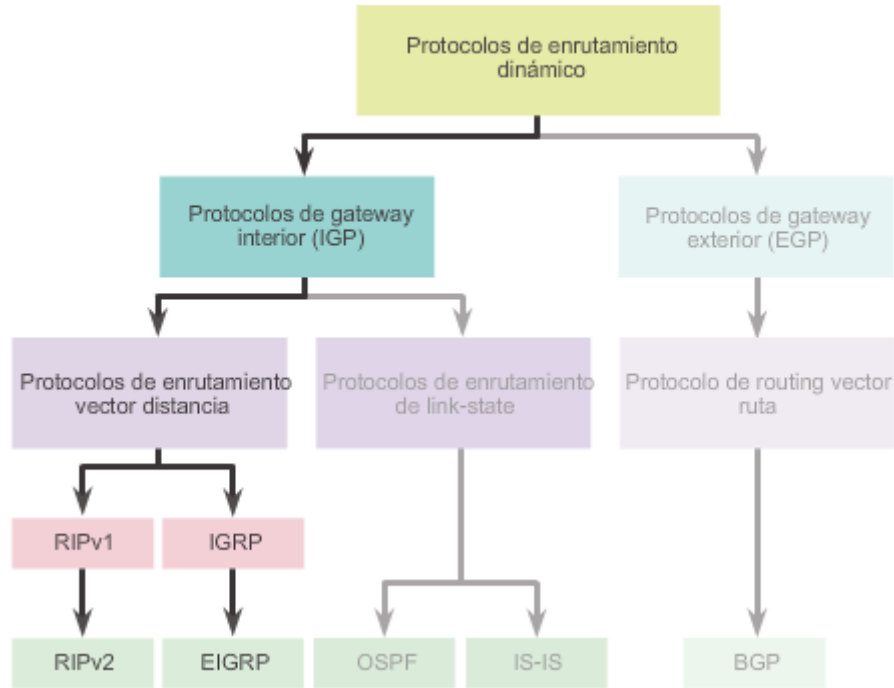 Protocolos de enrutamiento
dinámico
Protocolos de gateway
interior (IGP)
Protocolos de gateway
exterior (EGP)
Protocolos de enrutamiento
vector distancia
Protocolos de enrutamiento
de link-state
Protocolo de routing vector
ruta
RIPv1
IGRP
RIPv2
EIGRP
OSPF
IS-IS
BGP